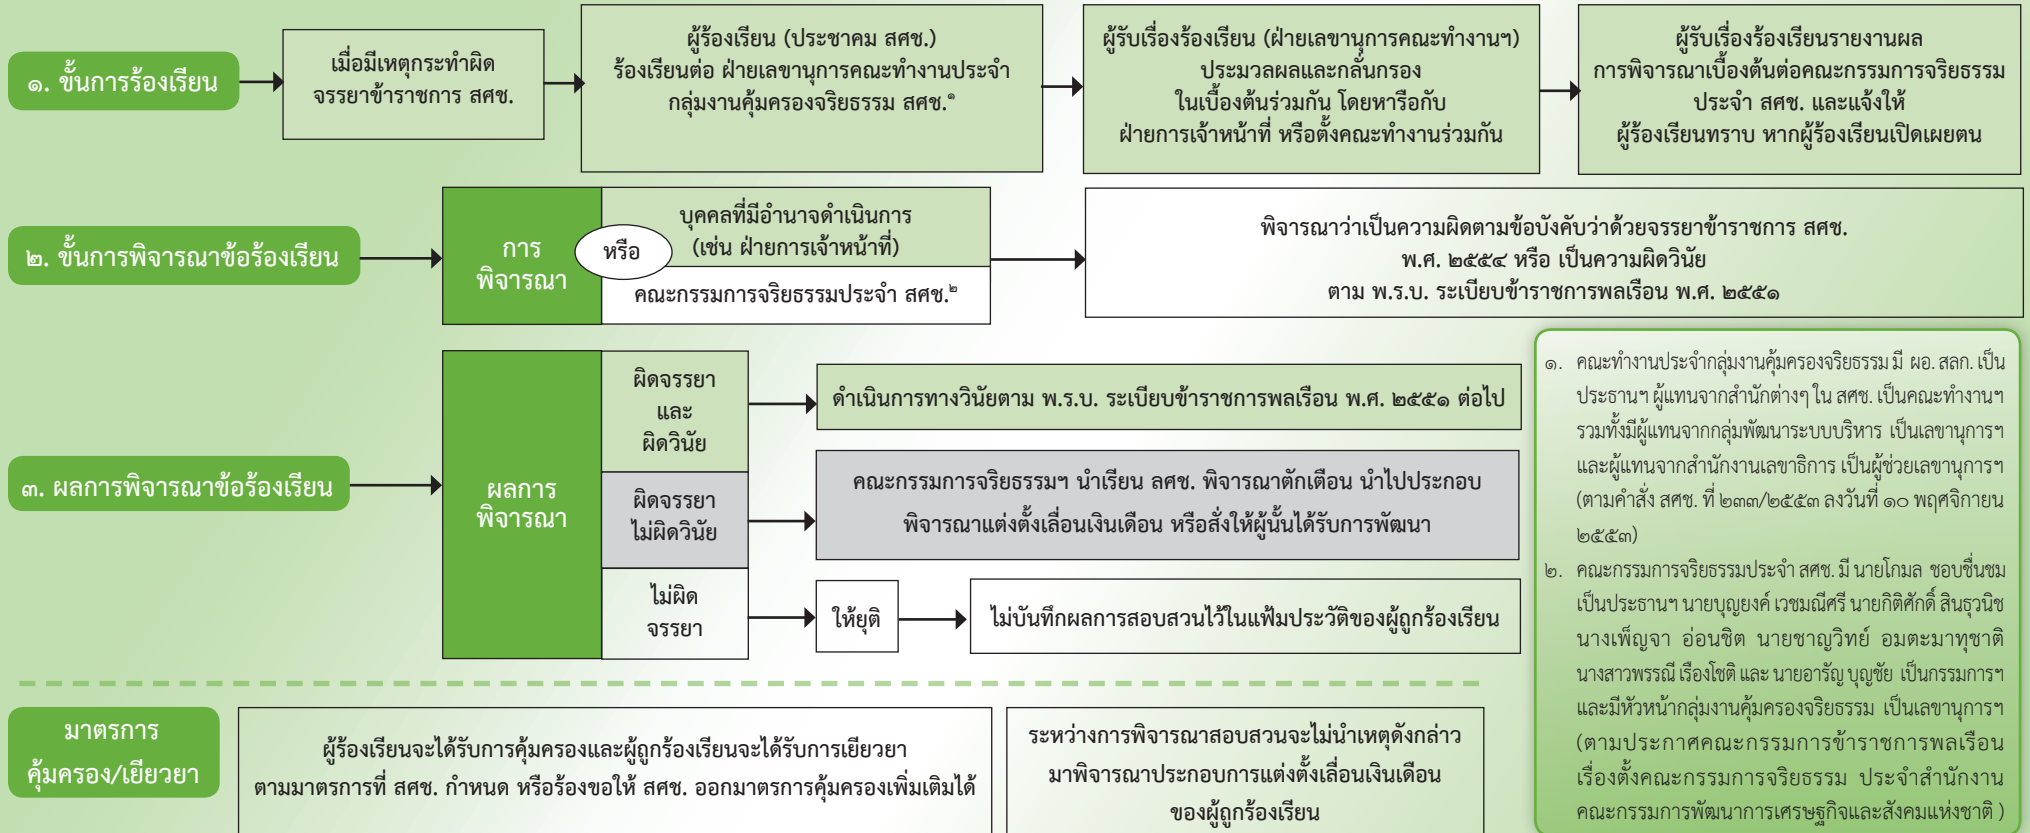 ๑. ขั้นการร้องเรียน
เมื่อมีเหตุกระทำผิด
จรรยาข้าราชการ สศช.
ผู้ร้องเรียน (ประชาคม สศช.)
ร้องเรียนต่อ ฝ่ายเลขานุการคณะทำงานประจำ
กลุ่มงานคุ้มครองจริยธรรม สศช.๑
ผู้รับเรื่องร้องเรียน (ฝ่ายเลขานุการคณะทำงานฯ)
ประมวลผลและกลั่นกรอง
ในเบื้องต้นร่วมกัน โดยหารือกับ
ฝ่ายการเจ้าหน้าที่ หรือตั้งคณะทำงานร่วมกัน
ผู้รับเรื่องร้องเรียนรายงานผล
การพิจารณาเบื้องต้นต่อคณะกรรมการจริยธรรม
ประจำ สศช. และแจ้งให้
ผู้ร้องเรียนทราบ หากผู้ร้องเรียนเปิดเผยตน
๒. ขั้นการพิจารณาข้อร้องเรียน
การ
พิจารณา
หรือ
บุคคลที่มีอำนาจดำเนินการ
(เช่น ฝ่ายการเจ้าหน้าที่)
คณะกรรมการจริยธรรมประจำ สศช.๒
พิจารณาว่าเป็นความผิดตามข้อบังคับว่าด้วยจรรยาข้าราชการ สศช.
พ.ศ. ๒๕๕๔ หรือ เป็นความผิดวินัย
ตาม พ.ร.บ. ระเบียบข้าราชการพลเรือน พ.ศ. ๒๕๕๑
๓. ผลการพิจารณาข้อร้องเรียน
ผลการ
พิจารณา
ผิดจรรยา
และ
ผิดวินัย
ดำเนินการทางวินัยตาม พ.ร.บ. ระเบียบข้าราชการพลเรือน พ.ศ. ๒๕๕๑ ต่อไป
ผิดจรรยา
ไม่ผิดวินัย
คณะกรรมการจริยธรรมฯ นำเรียน ลศช. พิจารณาตักเตือน นำไปประกอบ
พิจารณาแต่งตั้งเลื่อนเงินเดือน หรือสั่งให้ผู้นั้นได้รับการพัฒนา
ไม่ผิด
จรรยา
ให้ยุติ
ไม่บันทึกผลการสอบสวนไว้ในแฟ้มประวัติของผู้ถูกร้องเรียน
๑. คณะทำงานประจำกลุ่มงานคุ้มครองจริยธรรม มี ผอ. สลก. เป็น
ประธานฯ ผู้แทนจากสำนักต่างๆ ใน สศช. เป็นคณะทำงานฯ
รวมทั้งมีผู้แทนจากกลุ่มพัฒนาระบบบริหาร เป็นเลขานุการฯ
และผู้แทนจากสำนักงานเลขาธิการ เป็นผู้ช่วยเลขานุการฯ
(ตามคำสั่ง สศช. ที่ ๒๓๓/๒๕๕๓ ลงวันที่ ๑๐ พฤศจิกายน
๒๕๕๓)
๒. คณะกรรมการจริยธรรมประจำ สศช. มี นายโกมล ชอบชื่นชม
เป็นประธานฯ นายบุญยงค์ เวชมณีศรี นายกิติศักดิ์ สินธุวนิช
นางเพ็ญจา อ่อนชิต นายชาญวิทย์ อมตะมาทุชาติ
นางสาวพรรณี เรืองโชติ และ นายอารัญ บุญชัย เป็นกรรมการฯ
และมีหัวหน้ากลุ่มงานคุ้มครองจริยธรรม เป็นเลขานุการฯ
(ตามประกาศคณะกรรมการข้าราชการพลเรือน
เรื่องตั้งคณะกรรมการจริยธรรม ประจำสำนักงาน
คณะกรรมการพัฒนาการเศรษฐกิจและสังคมแห่งชาติ )
มาตรการ
คุ้มครอง/เยียวยา
ผู้ร้องเรียนจะได้รับการคุ้มครองและผู้ถูกร้องเรียนจะได้รับการเยียวยา
ตามมาตรการที่ สศช. กำหนด หรือร้องขอให้ สศช. ออกมาตรการคุ้มครองเพิ่มเติมได้
ระหว่างการพิจารณาสอบสวนจะไม่นำเหตุดังกล่าว
มาพิจารณาประกอบการแต่งตั้งเลื่อนเงินเดือน
ของผู้ถูกร้องเรียน